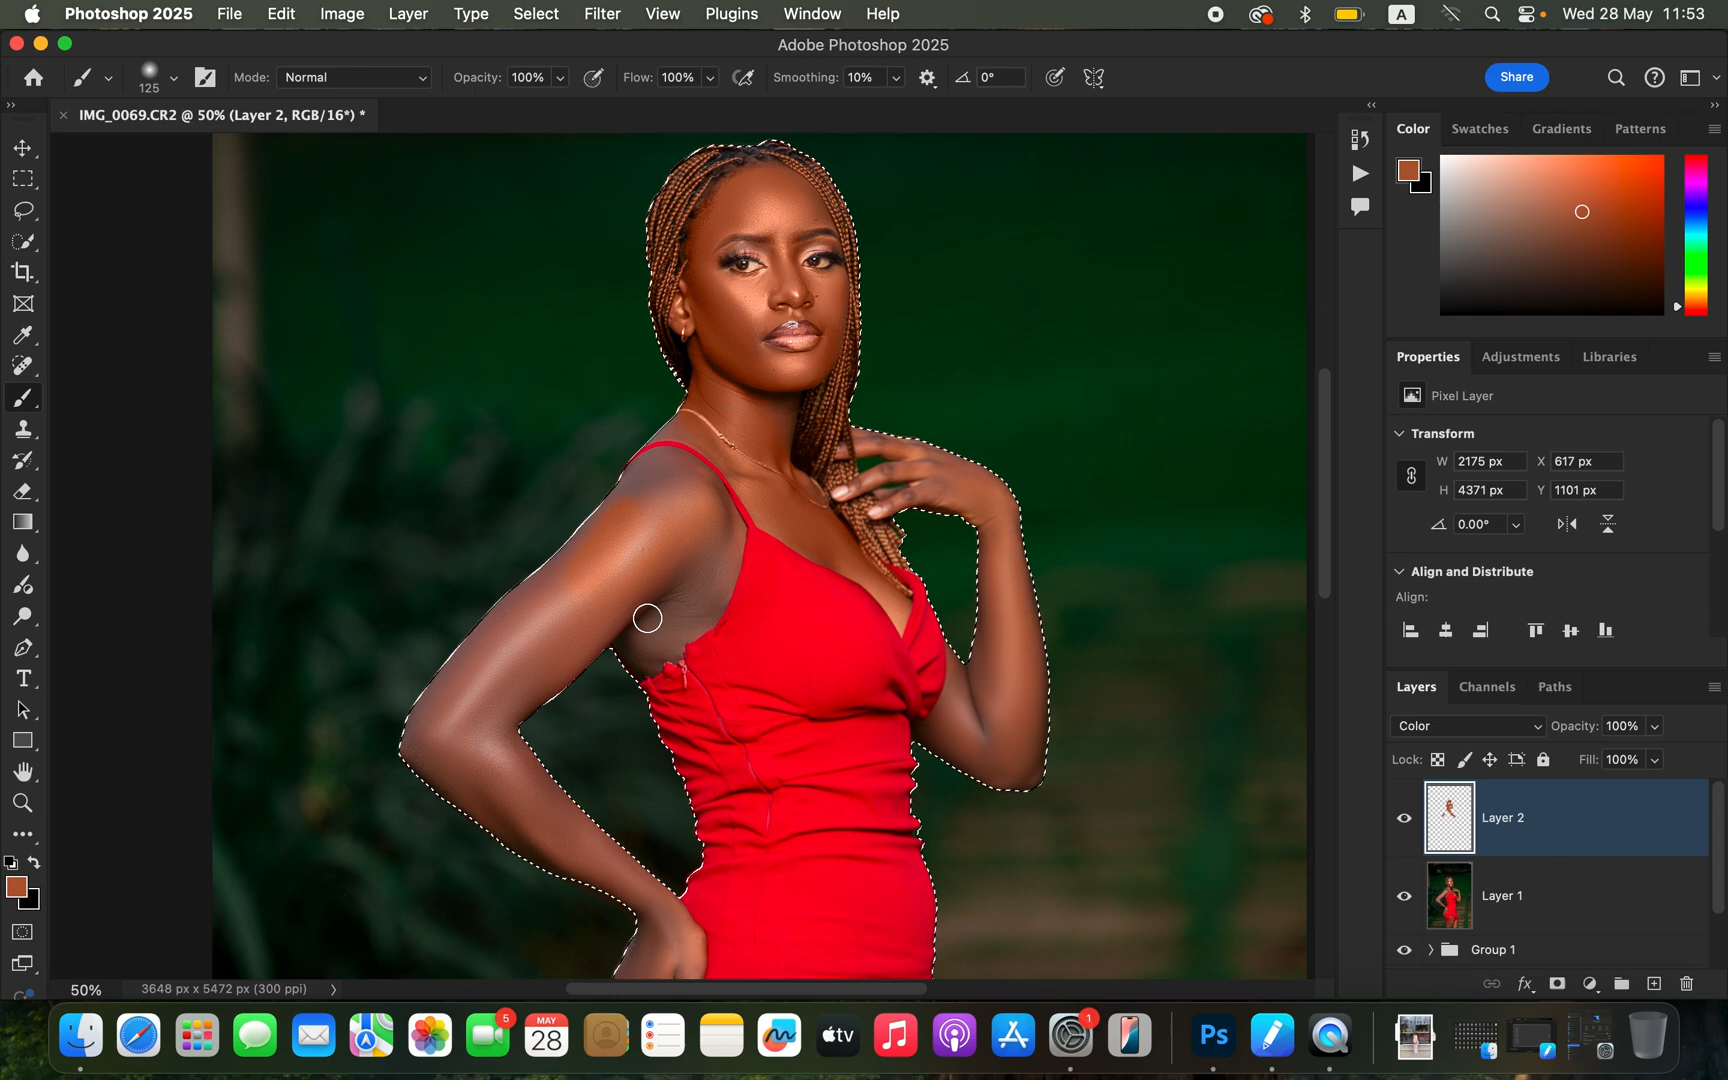 Photoshop 2025 File Edit Image Layer Type Select Filter View Plugins Window Help A Wed 28 May 11:53
Adobe Photoshop 2025
125 Mode: Normal Opacity: 100% Flow: 100% Smoothing: 10% 0° Share
IMG_0069.CR2 @ 50% (Layer 2, RGB/16*) *
Color Swatches Gradients Patterns
Properties Adjustments Libraries
Pixel Layer
Transform
W 2175 px X 617 px
H 4371 px Y 1101 px
0.00°
Align and Distribute
Align:
Layers Channels Paths
Color Opacity: 100%
Lock: Fill: 100%
Layer 2
Layer 1
Group 1
fx
T
50% 3648 px x 5472 px (300 ppi)
5 MAY 28 tv 1 Ps